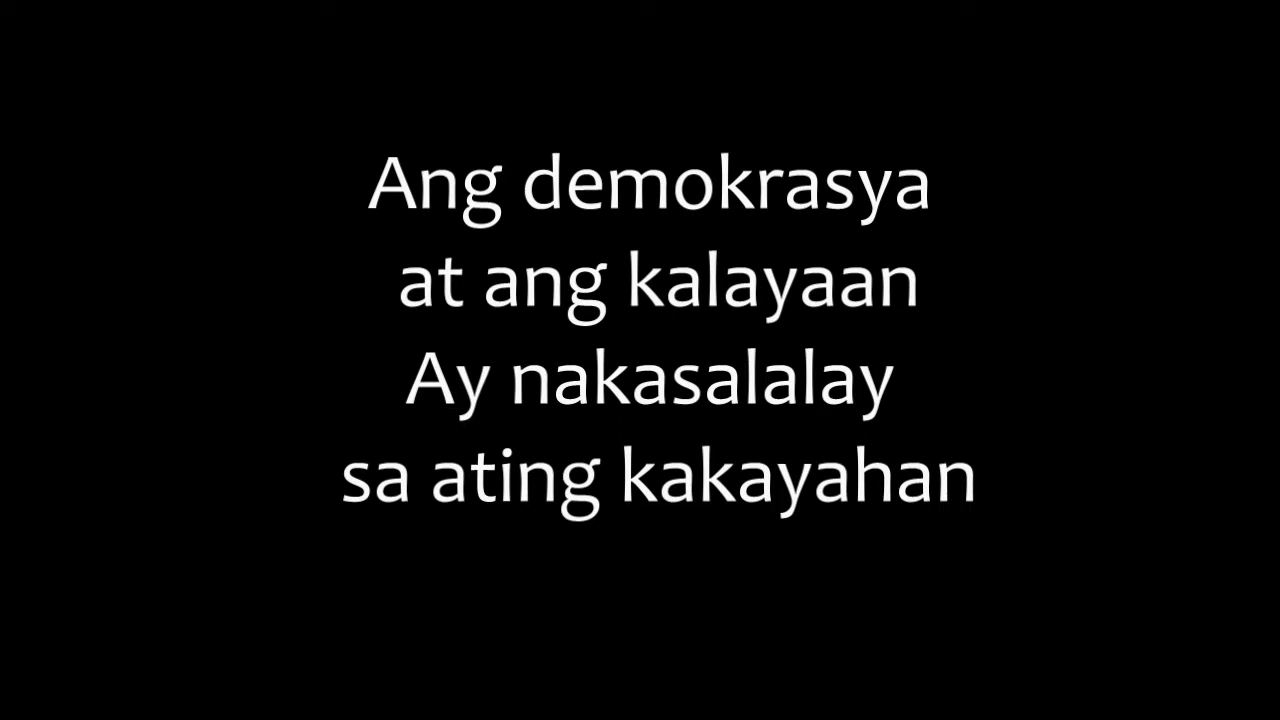 Ang demokrasya
at ang kalayaan
Ay nakasalalay
sa ating kakayahan